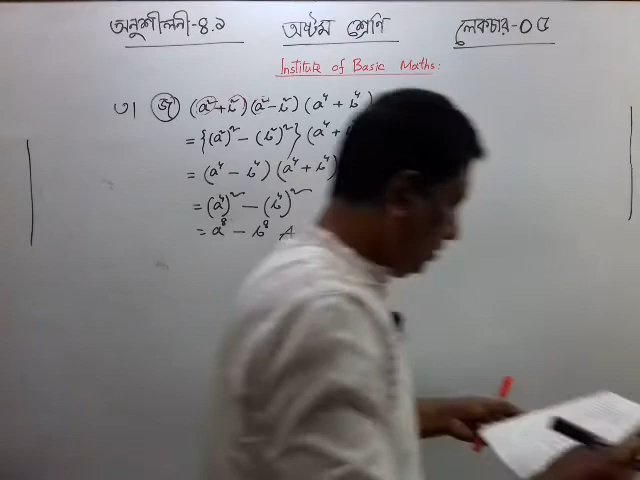 অনুশীলনী-৪.১ অষ্টম শ্রেণি লেকচার-০৫
Institute of Basic Maths:
৩। (জ) (a²+b²)(a²-b²)(a⁴+b⁴)
= {(a²)²-(b²)²}(a⁴+
= (a⁴-b⁴)(a⁴+b⁴)
= (a⁴)²-(b⁴)²
= a⁸-b⁸ A